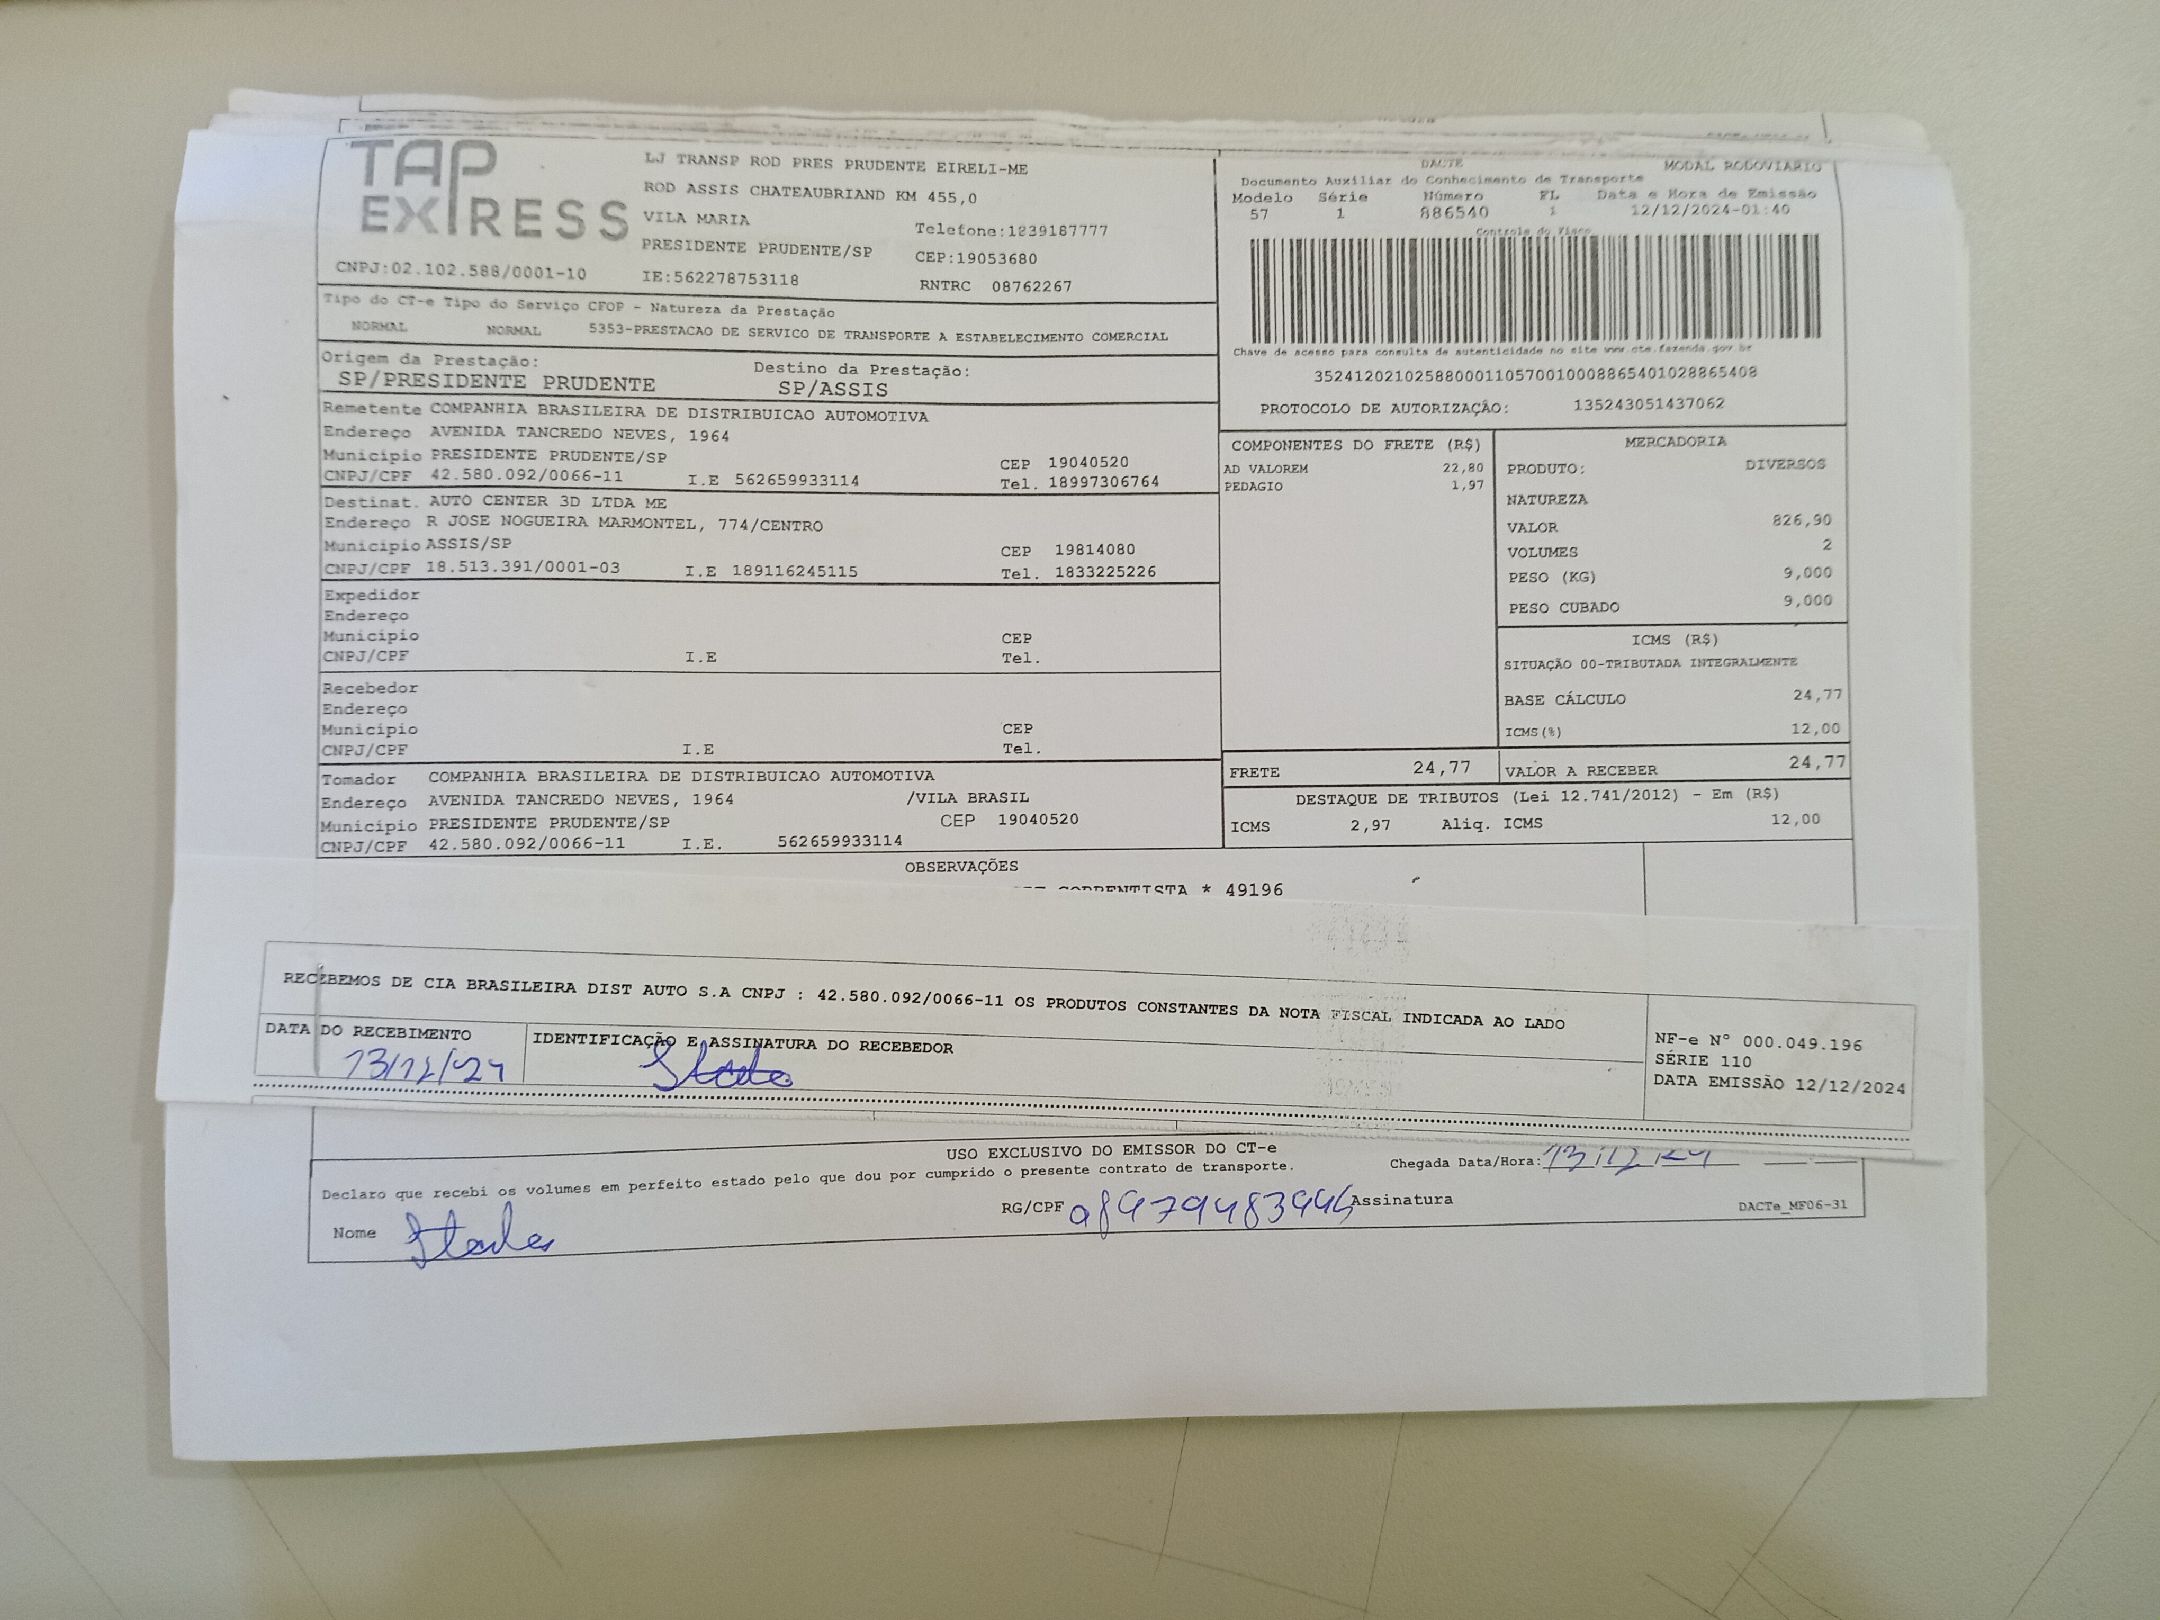 TAP
EXPRESS
LJ TRANSP ROD PRES PRUDENTE EIRELI-ME
ROD ASSIS CHATEAUBRIAND KM 455,0
VILA MARIA
Telefone:1839187777
PRESIDENTE PRUDENTE/SP CEP:19053680
CNPJ:02.102.588/0001-10 IE:562278753118 RNTRC 08762267
DACTE MODAL RODOVIARIO
Documento Auxiliar do Conhecimento de Transporte
Modelo Série Número FL Data e Hora de Emissão
57 1 886540 1 12/12/2024-01:40
Controle do Fisco
Chave de acesso para consulta de autenticidade no site www.cte.fazenda.gov.br
35241202102588000110570010008865401028865408
PROTOCOLO DE AUTORIZAÇÃO: 135243051437062
Tipo do CT-e Tipo do Serviço CFOP - Natureza da Prestação
NORMAL NORMAL 5353-PRESTACAO DE SERVICO DE TRANSPORTE A ESTABELECIMENTO COMERCIAL
Origem da Prestação: Destino da Prestação:
SP/PRESIDENTE PRUDENTE SP/ASSIS
Remetente COMPANHIA BRASILEIRA DE DISTRIBUICAO AUTOMOTIVA
Endereço AVENIDA TANCREDO NEVES, 1964
Município PRESIDENTE PRUDENTE/SP CEP 19040520
CNPJ/CPF 42.580.092/0066-11 I.E 562659933114 Tel. 18997306764
Destinat. AUTO CENTER 3D LTDA ME
Endereço R JOSE NOGUEIRA MARMONTEL, 774/CENTRO
Município ASSIS/SP CEP 19814080
CNPJ/CPF 18.513.391/0001-03 I.E 189116245115 Tel. 1833225226
Expedidor
Endereço
Município CEP
CNPJ/CPF I.E Tel.
Recebedor
Endereço
Município CEP
CNPJ/CPF I.E Tel.
Tomador COMPANHIA BRASILEIRA DE DISTRIBUICAO AUTOMOTIVA
Endereço AVENIDA TANCREDO NEVES, 1964 /VILA BRASIL
Município PRESIDENTE PRUDENTE/SP CEP 19040520
CNPJ/CPF 42.580.092/0066-11 I.E. 562659933114
COMPONENTES DO FRETE (R$)
AD VALOREM 22,80
PEDAGIO 1,97
MERCADORIA
PRODUTO: DIVERSOS
NATUREZA
VALOR 826,90
VOLUMES 2
PESO (KG) 9,000
PESO CUBADO 9,000
ICMS (R$)
SITUAÇÃO 00-TRIBUTADA INTEGRALMENTE
BASE CÁLCULO 24,77
ICMS(%) 12,00
FRETE 24,77 VALOR A RECEBER 24,77
DESTAQUE DE TRIBUTOS (Lei 12.741/2012) - Em (R$)
ICMS 2,97 Aliq. ICMS 12,00
OBSERVAÇÕES
CORRENTISTA * 49196
RECEBEMOS DE CIA BRASILEIRA DIST AUTO S.A CNPJ : 42.580.092/0066-11 OS PRODUTOS CONSTANTES DA NOTA FISCAL INDICADA AO LADO
DATA DO RECEBIMENTO IDENTIFICAÇÃO E ASSINATURA DO RECEBEDOR
13/12/24
NF-e N° 000.049.196
SÉRIE 110
DATA EMISSÃO 12/12/2024
USO EXCLUSIVO DO EMISSOR DO CT-e
Declaro que recebi os volumes em perfeito estado pelo que dou por cumprido o presente contrato de transporte. Chegada Data/Hora: 13/12/24
Nome RG/CPF Assinatura DACTe_MF06-31